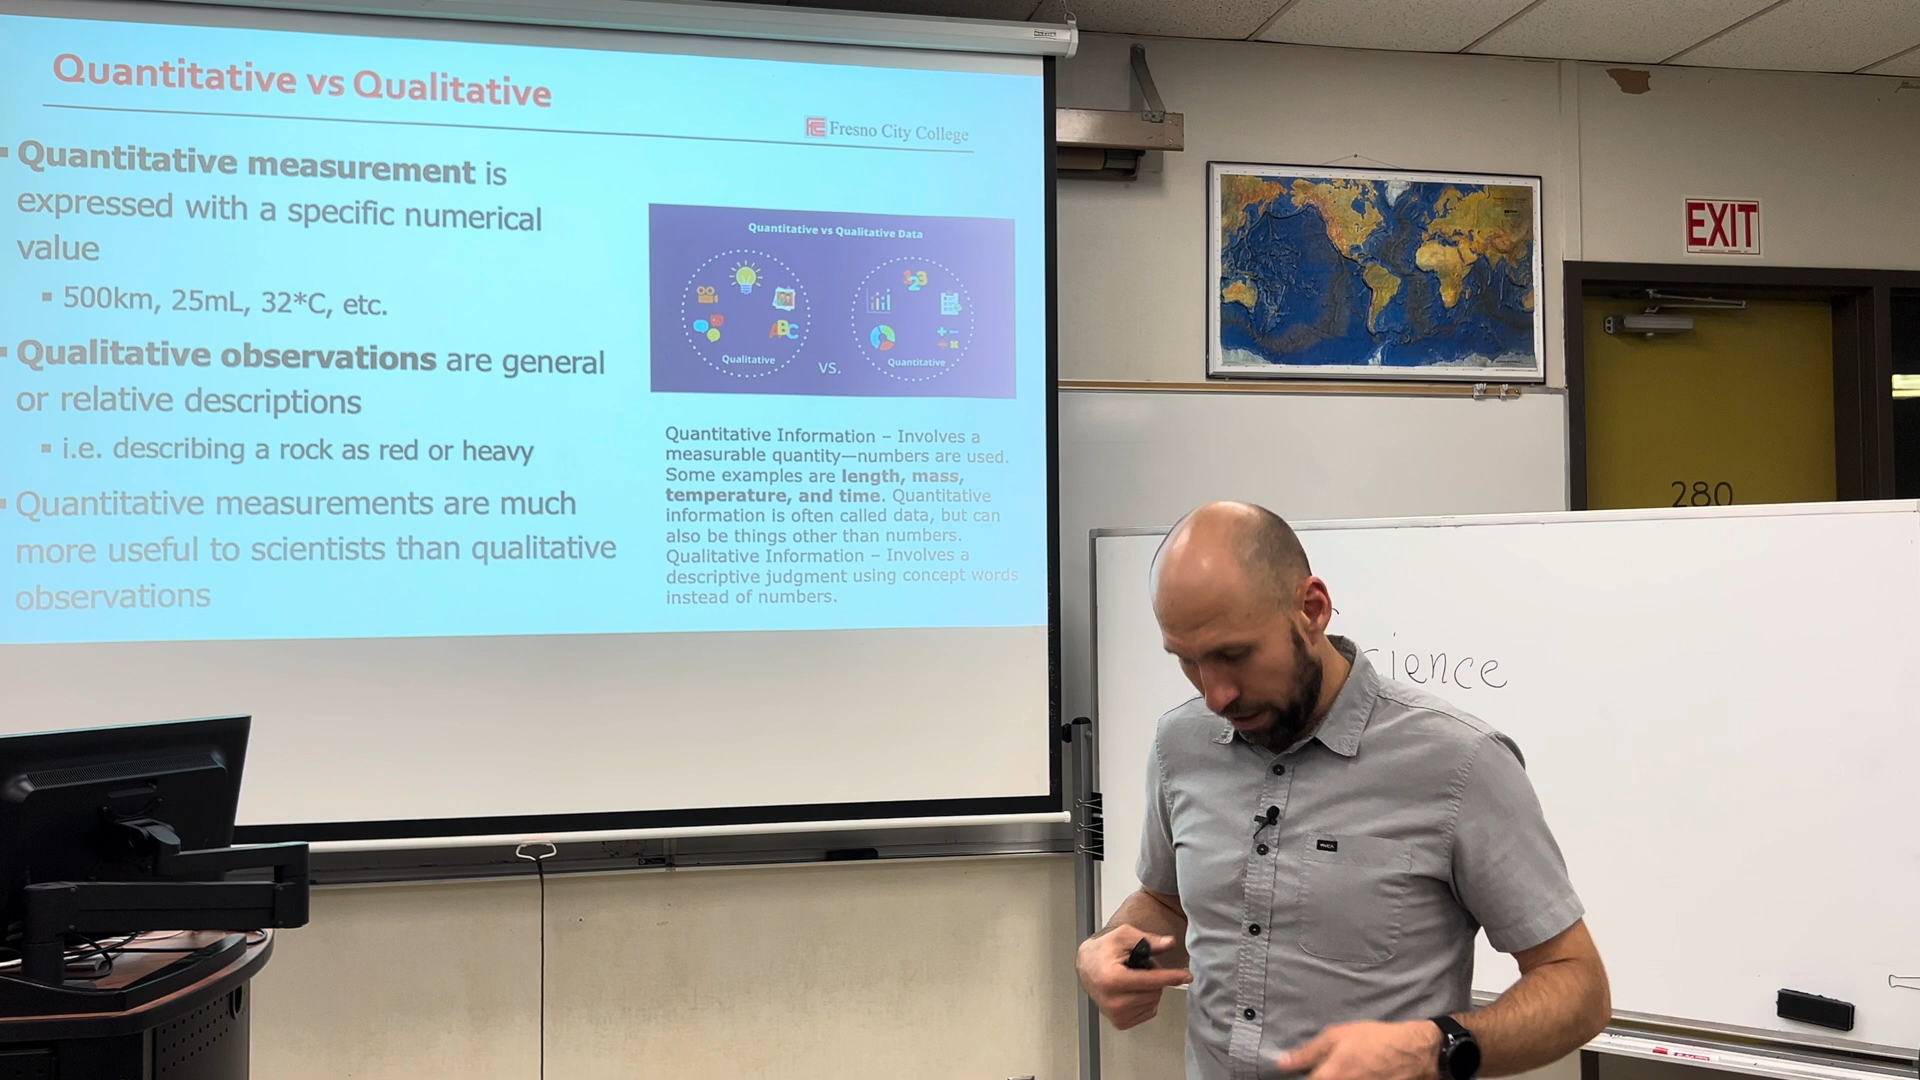 Quantitative vs Qualitative
Fresno City College
Quantitative measurement is
expressed with a specific numerical
value
500km, 25mL, 32*C, etc.
Qualitative observations are general
or relative descriptions
i.e. describing a rock as red or heavy
Quantitative measurements are much
more useful to scientists than qualitative
observations
Quantitative vs Qualitative Data
123
ABC
Qualitative
vs.
Quantitative
Quantitative Information – Involves a
measurable quantity—numbers are used.
Some examples are length, mass,
temperature, and time. Quantitative
information is often called data, but can
also be things other than numbers.
Qualitative Information – Involves a
descriptive judgment using concept words
instead of numbers.
EXIT
280
ience
RVCA